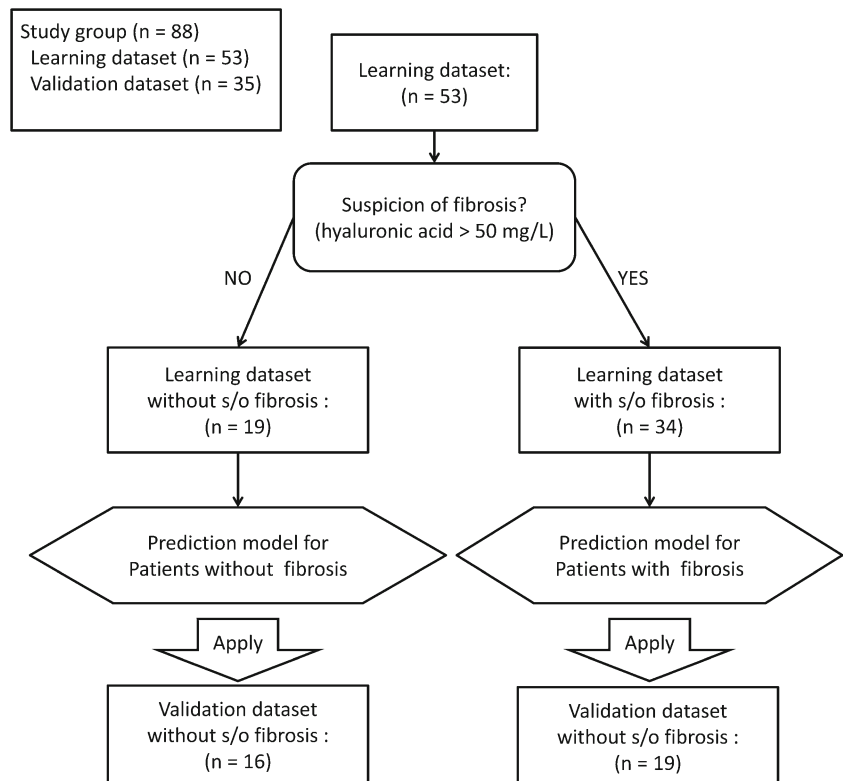 Study group (n = 88)
Learning dataset (n = 53)
Validation dataset (n = 35)
Learning dataset:
(n = 53)
Suspicion of fibrosis?
(hyaluronic acid > 50 mg/L)
NO
YES
Learning dataset
without s/o fibrosis :
(n = 19)
Learning dataset
with s/o fibrosis :
(n = 34)
Prediction model for
Patients without fibrosis
Prediction model for
Patients with fibrosis
Apply
Apply
Validation dataset
without s/o fibrosis :
(n = 16)
Validation dataset
without s/o fibrosis :
(n = 19)